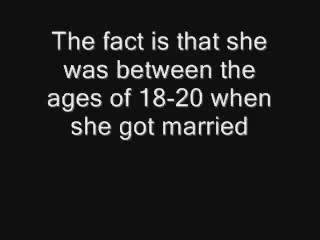 The fact is that she
was between the
ages of 18-20 when
she got married